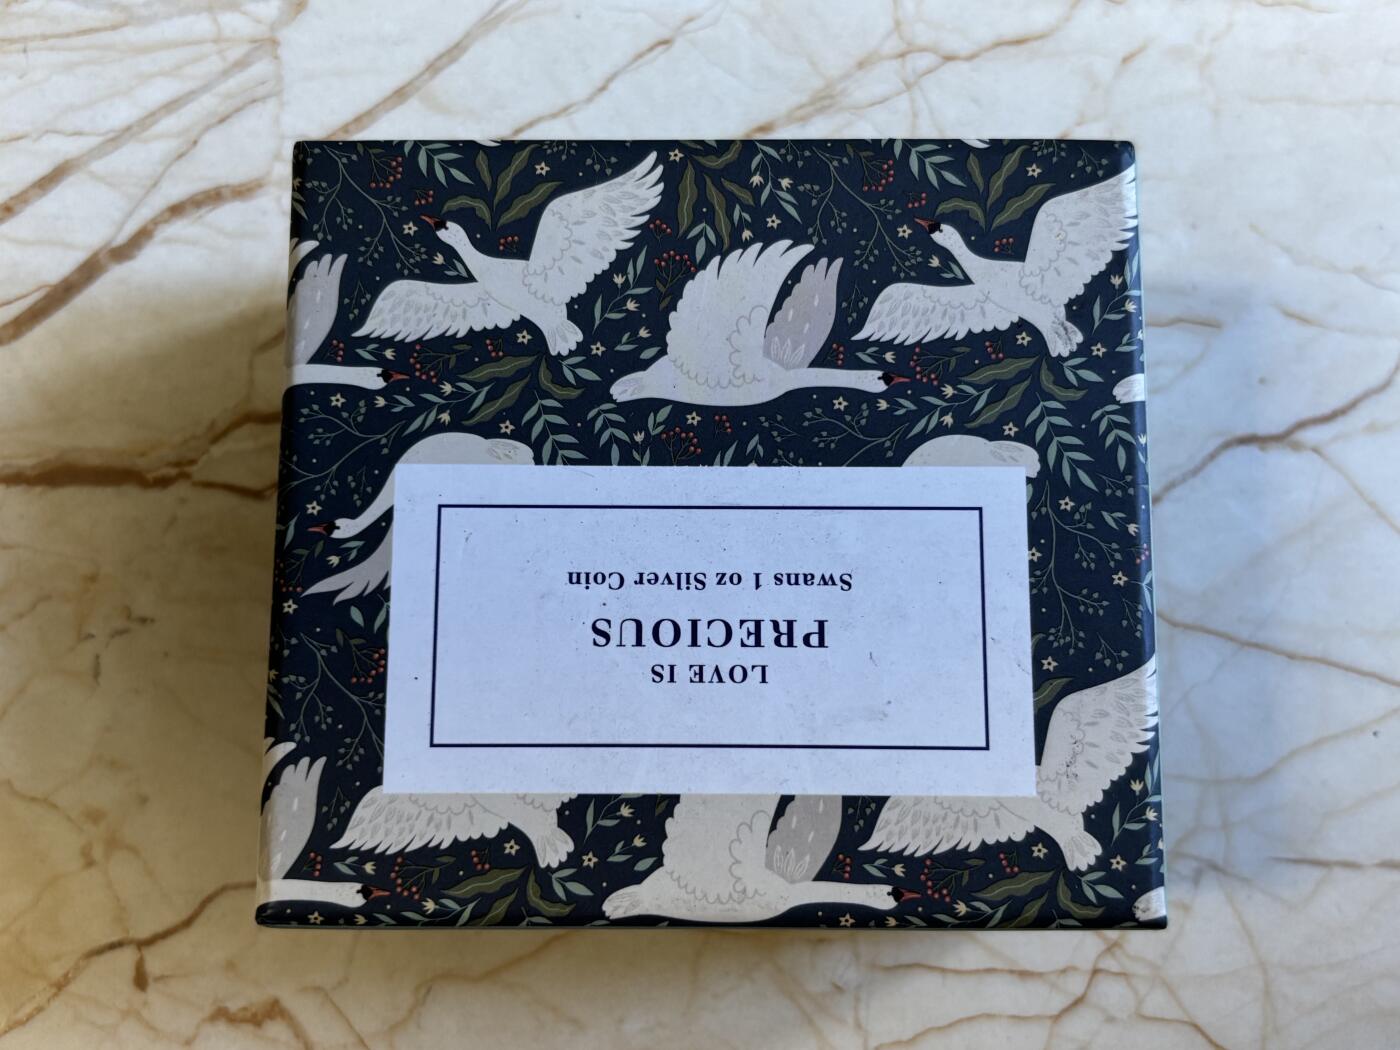 LOVE IS
PRECIOUS
Swans 1 oz Silver Coin